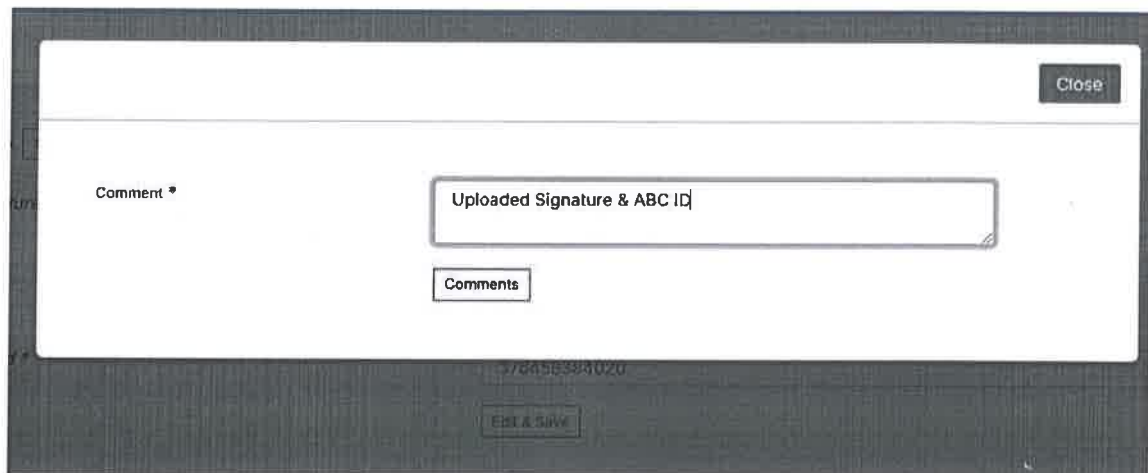 Close
Comment *
Uploaded Signature & ABC ID
Comments
Edit & Save